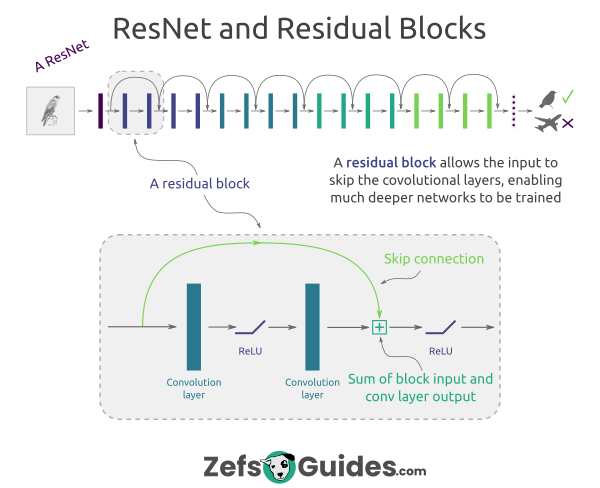 ResNet and Residual Blocks
A ResNet
A residual block
A residual block allows the input to
skip the covolutional layers, enabling
much deeper networks to be trained
Skip connection
ReLU
ReLU
Convolution
layer
Convolution
layer
Sum of block input and
conv layer output
ZefsGuides.com